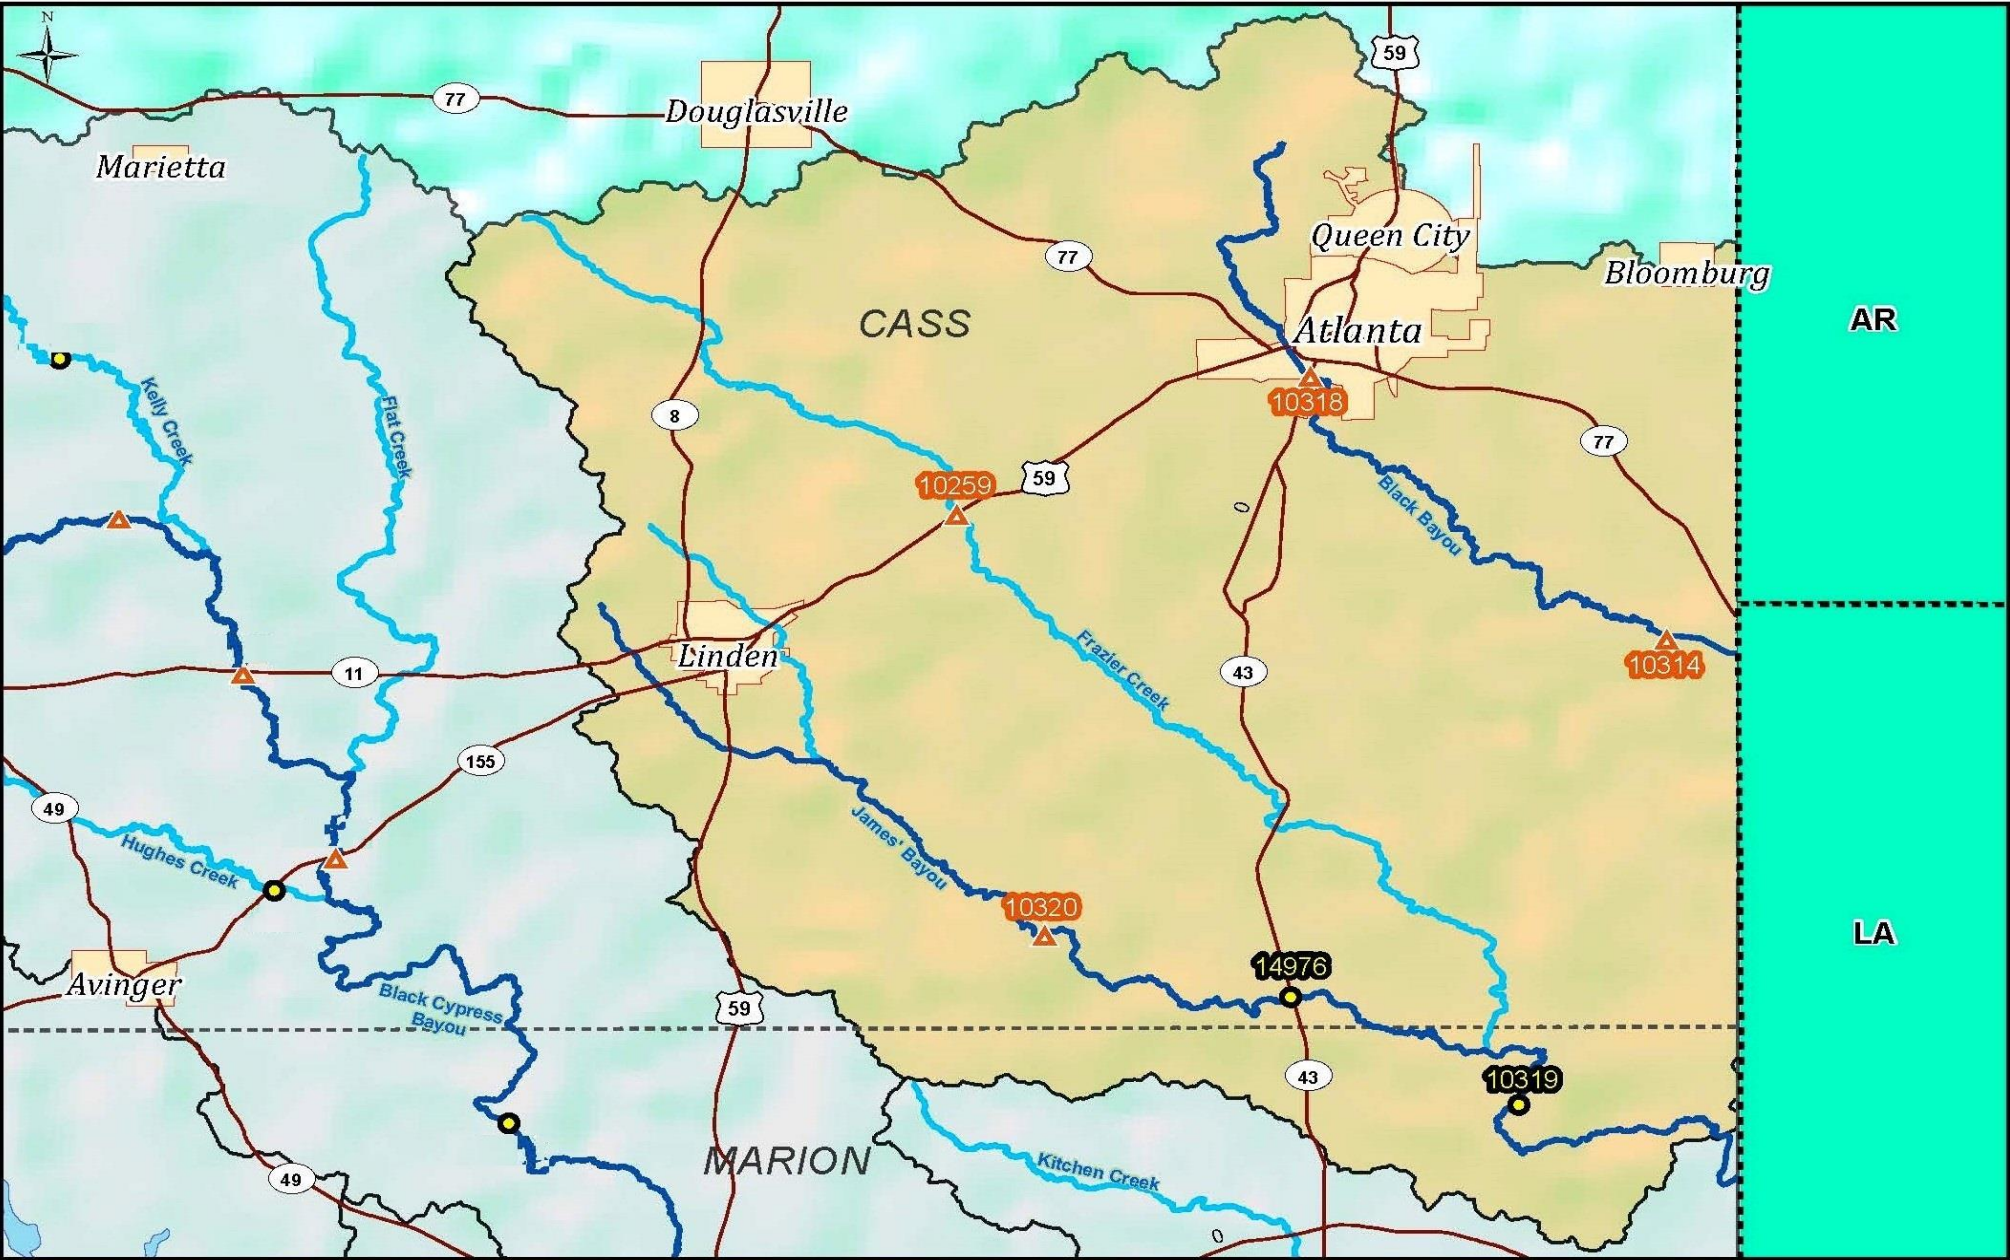 N
59
77
Douglasville
Marietta
Queen City
77
Bloomburg
AR
CASS
Atlanta
Kelly Creek
Flat Creek
10318
8
77
10259
59
Black Bayou
0
Linden
Frazier Creek
10314
11
43
155
49
James' Bayou
Hughes Creek
10320
LA
14976
Avinger
Black Cypress
Bayou
59
10319
43
MARION
Kitchen Creek
49
0